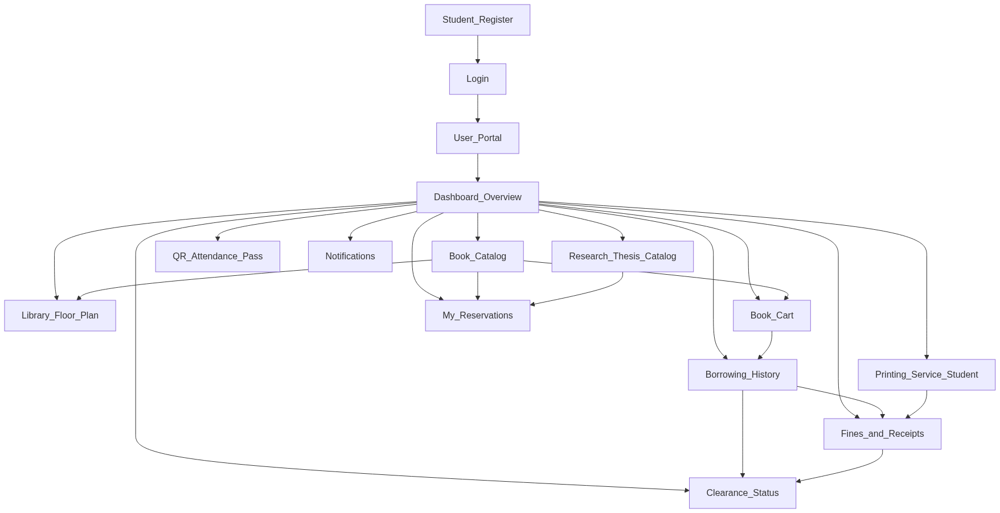 Student_Register
Login
User_Portal
Dashboard_Overview
QR_Attendance_Pass
Notifications
Book_Catalog
Research_Thesis_Catalog
Library_Floor_Plan
My_Reservations
Book_Cart
Borrowing_History
Printing_Service_Student
Fines_and_Receipts
Clearance_Status